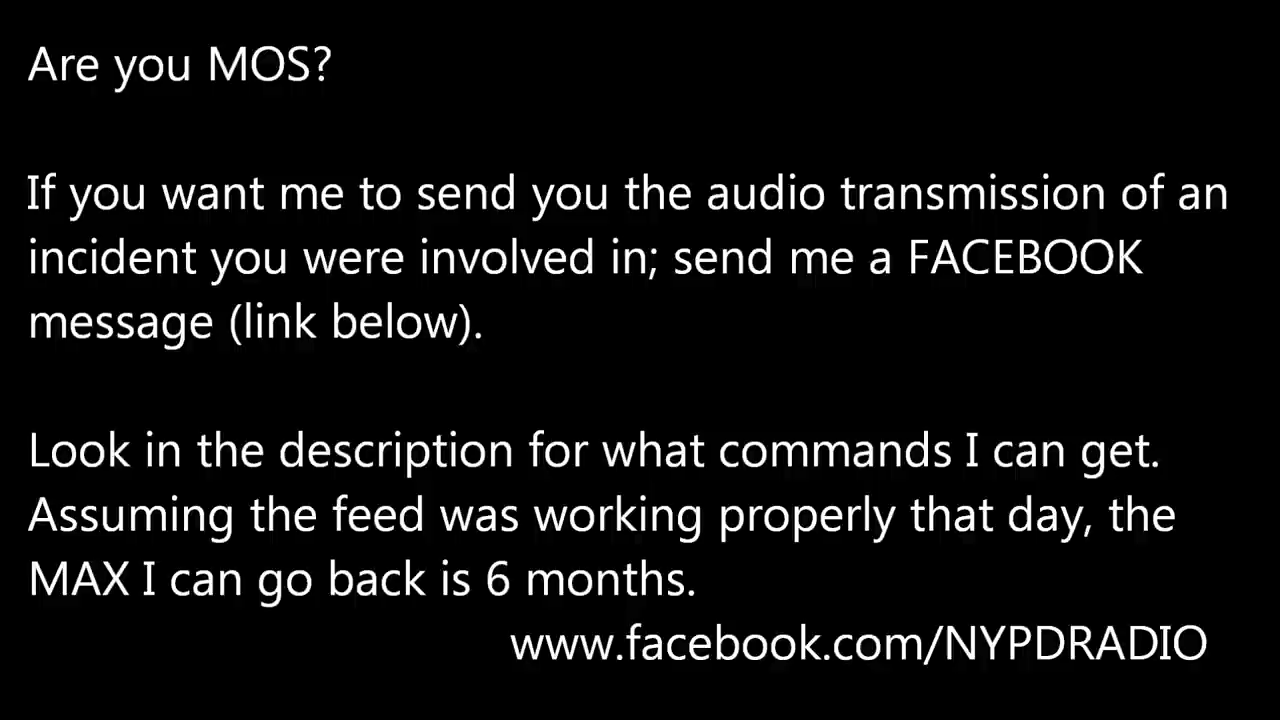 Are you MOS?
If you want me to send you the audio transmission of an
incident you were involved in; send me a FACEBOOK
message (link below).
Look in the description for what commands I can get.
Assuming the feed was working properly that day, the
MAX I can go back is 6 months.
www.facebook.com/NYPDRADIO